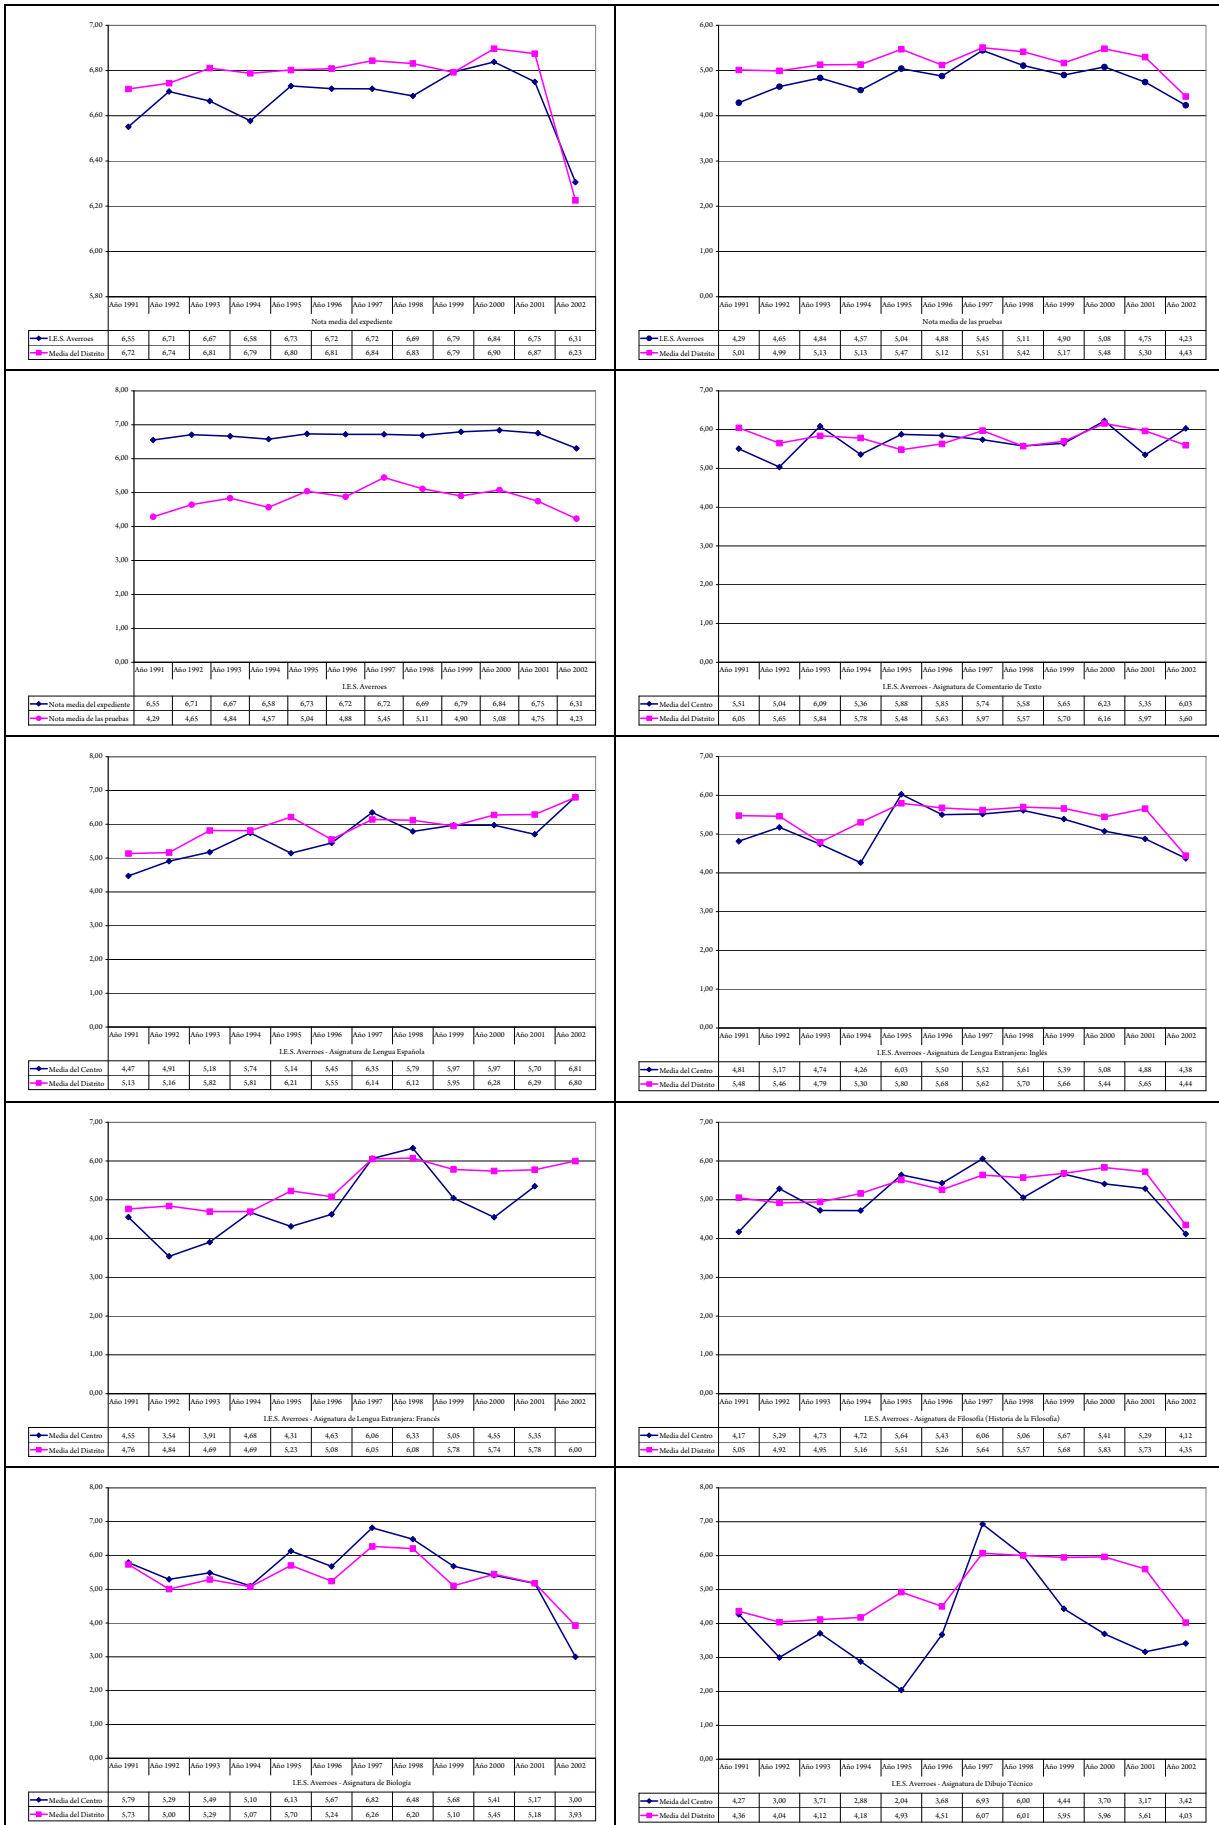 7,00
6,80
6,60
6,40
6,20
6,00
5,80
Año 1991 Año 1992 Año 1993 Año 1994 Año 1995 Año 1996 Año 1997 Año 1998 Año 1999 Año 2000 Año 2001 Año 2002
Nota media del expediente
I.E.S. Averroes 6,55 6,71 6,67 6,58 6,73 6,72 6,72 6,69 6,79 6,84 6,75 6,31
Media del Distrito 6,72 6,74 6,81 6,79 6,80 6,81 6,84 6,83 6,79 6,90 6,87 6,23
6,00
5,00
4,00
3,00
2,00
1,00
0,00
Año 1991 Año 1992 Año 1993 Año 1994 Año 1995 Año 1996 Año 1997 Año 1998 Año 1999 Año 2000 Año 2001 Año 2002
Nota media de las pruebas
I.E.S. Averroes 4,29 4,65 4,84 4,57 5,04 4,88 5,45 5,11 4,90 5,08 4,75 4,23
Media del Distrito 5,01 4,99 5,13 5,13 5,47 5,12 5,51 5,42 5,17 5,48 5,30 4,43
8,00
7,00
6,00
5,00
4,00
3,00
2,00
1,00
0,00
Año 1991 Año 1992 Año 1993 Año 1994 Año 1995 Año 1996 Año 1997 Año 1998 Año 1999 Año 2000 Año 2001 Año 2002
I.E.S. Averroes
Nota media del expediente 6,55 6,71 6,67 6,58 6,73 6,72 6,72 6,69 6,79 6,84 6,75 6,31
Nota media de las pruebas 4,29 4,65 4,84 4,57 5,04 4,88 5,45 5,11 4,90 5,08 4,75 4,23
7,00
6,00
5,00
4,00
3,00
2,00
1,00
0,00
Año 1991 Año 1992 Año 1993 Año 1994 Año 1995 Año 1996 Año 1997 Año 1998 Año 1999 Año 2000 Año 2001 Año 2002
I.E.S. Averroes - Asignatura de Comentario de Texto
Media del Centro 5,51 5,04 6,09 5,36 5,88 5,85 5,74 5,58 5,65 6,23 5,35 6,03
Media del Distrito 6,05 5,65 5,84 5,78 5,48 5,63 5,97 5,57 5,70 6,16 5,97 5,60
8,00
7,00
6,00
5,00
4,00
3,00
2,00
1,00
0,00
Año 1991 Año 1992 Año 1993 Año 1994 Año 1995 Año 1996 Año 1997 Año 1998 Año 1999 Año 2000 Año 2001 Año 2002
I.E.S. Averroes - Asignatura de Lengua Española
Media del Centro 4,47 4,91 5,18 5,74 5,14 5,45 6,35 5,79 5,97 5,97 5,70 6,81
Media del Distrito 5,13 5,16 5,82 5,81 6,21 5,55 6,14 6,12 5,95 6,28 6,29 6,80
7,00
6,00
5,00
4,00
3,00
2,00
1,00
0,00
Año 1991 Año 1992 Año 1993 Año 1994 Año 1995 Año 1996 Año 1997 Año 1998 Año 1999 Año 2000 Año 2001 Año 2002
I.E.S. Averroes - Asignatura de Lengua Extranjera: Inglés
Media del Centro 4,81 5,17 4,74 4,26 6,03 5,50 5,52 5,61 5,39 5,08 4,88 4,38
Media del Distrito 5,48 5,46 4,79 5,30 5,80 5,68 5,62 5,70 5,66 5,44 5,65 4,44
7,00
6,00
5,00
4,00
3,00
2,00
1,00
0,00
Año 1991 Año 1992 Año 1993 Año 1994 Año 1995 Año 1996 Año 1997 Año 1998 Año 1999 Año 2000 Año 2001 Año 2002
I.E.S. Averroes - Asignatura de Lengua Extranjera: Francés
Media del Centro 4,55 3,54 3,91 4,68 4,31 4,63 6,06 6,33 5,05 4,55 5,35
Media del Distrito 4,76 4,84 4,69 4,69 5,23 5,08 6,05 6,08 5,78 5,74 5,78 6,00
7,00
6,00
5,00
4,00
3,00
2,00
1,00
0,00
Año 1991 Año 1992 Año 1993 Año 1994 Año 1995 Año 1996 Año 1997 Año 1998 Año 1999 Año 2000 Año 2001 Año 2002
I.E.S. Averroes - Asignatura de Filosofía (Historia de la Filosofía)
Media del Centro 4,17 5,29 4,73 4,72 5,64 5,43 6,06 5,06 5,67 5,41 5,29 4,12
Media del Distrito 5,05 4,92 4,95 5,16 5,51 5,26 5,64 5,57 5,68 5,83 5,73 4,35
8,00
7,00
6,00
5,00
4,00
3,00
2,00
1,00
0,00
Año 1991 Año 1992 Año 1993 Año 1994 Año 1995 Año 1996 Año 1997 Año 1998 Año 1999 Año 2000 Año 2001 Año 2002
I.E.S. Averroes - Asignatura de Biología
Media del Centro 5,79 5,29 5,49 5,10 6,13 5,67 6,82 6,48 5,68 5,41 5,17 3,00
Media del Distrito 5,73 5,00 5,29 5,07 5,70 5,24 6,26 6,20 5,10 5,45 5,18 3,93
8,00
7,00
6,00
5,00
4,00
3,00
2,00
1,00
0,00
Año 1991 Año 1992 Año 1993 Año 1994 Año 1995 Año 1996 Año 1997 Año 1998 Año 1999 Año 2000 Año 2001 Año 2002
I.E.S. Averroes - Asignatura de Dibujo Técnico
Meida del Centro 4,27 3,00 3,71 2,88 2,04 3,68 6,93 6,00 4,44 3,70 3,17 3,42
Media del Distrito 4,36 4,04 4,12 4,18 4,93 4,51 6,07 6,01 5,95 5,96 5,61 4,03